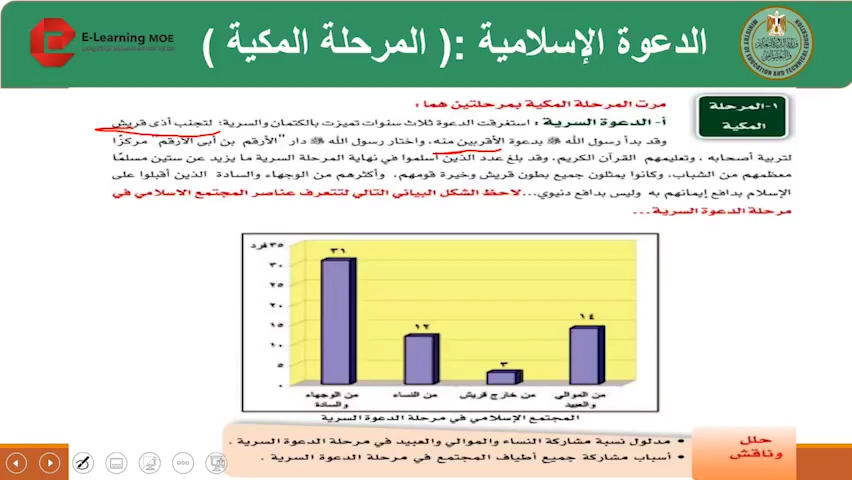 E-Learning MOE
الدعوة الإسلامية :( المرحلة المكية )
MINISTRY OF EDUCATION AND TECHNICAL EDUCATION
١-المرحلة المكية
مرت المرحلة المكية بمرحلتين هما :
أ- الدعوة السرية : استغرقت الدعوة ثلاث سنوات تميزت بالكتمان والسرية؛ لتجنب أذى قريش
وقد بدأ رسول الله ﷺ بدعوة الأقربين منه، واختار رسول الله ﷺ دار "الأرقم بن أبى الأرقم" مركزًا
لتربية أصحابه ، وتعليمهم القرآن الكريم، وقد بلغ عدد الذين أسلموا في نهاية المرحلة السرية ما يزيد عن ستين مسلمًا
معظمهم من الشباب، وكانوا يمثلون جميع بطون قريش وخيرة قومهم، وأكثرهم من الوجهاء والسادة الذين أقبلوا على
الإسلام بدافع إيمانهم به وليس بدافع دنيوي... لاحظ الشكل البياني التالي لتتعرف عناصر المجتمع الاسلامي في
مرحلة الدعوة السرية...
٣٥ فرد
٣٠
٢٥
٢٠
١٥
١٠
٥
٠
٣١
١٢
٣
١٤
من الوجهاء والسادة
من النساء
من خارج قريش
من الموالي والعبيد
المجتمع الإسلامي في مرحلة الدعوة السرية
حلل وناقش
• مدلول نسبة مشاركة النساء والموالي والعبيد في مرحلة الدعوة السرية .
• أسباب مشاركة جميع أطياف المجتمع في مرحلة الدعوة السرية .